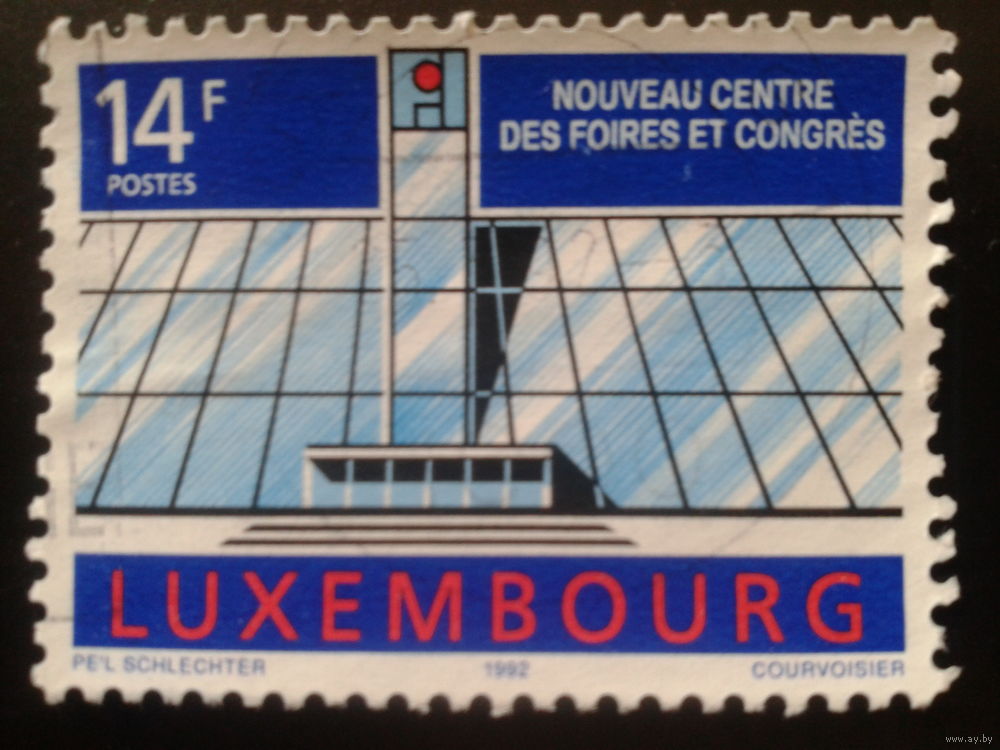 14F
POSTES
NOUVEAU CENTRE
DES FOIRES ET CONGRÈS
LUXEMBOURG
PE'L SCHLECHTER 1992 COURVOISIER
www.ay.by